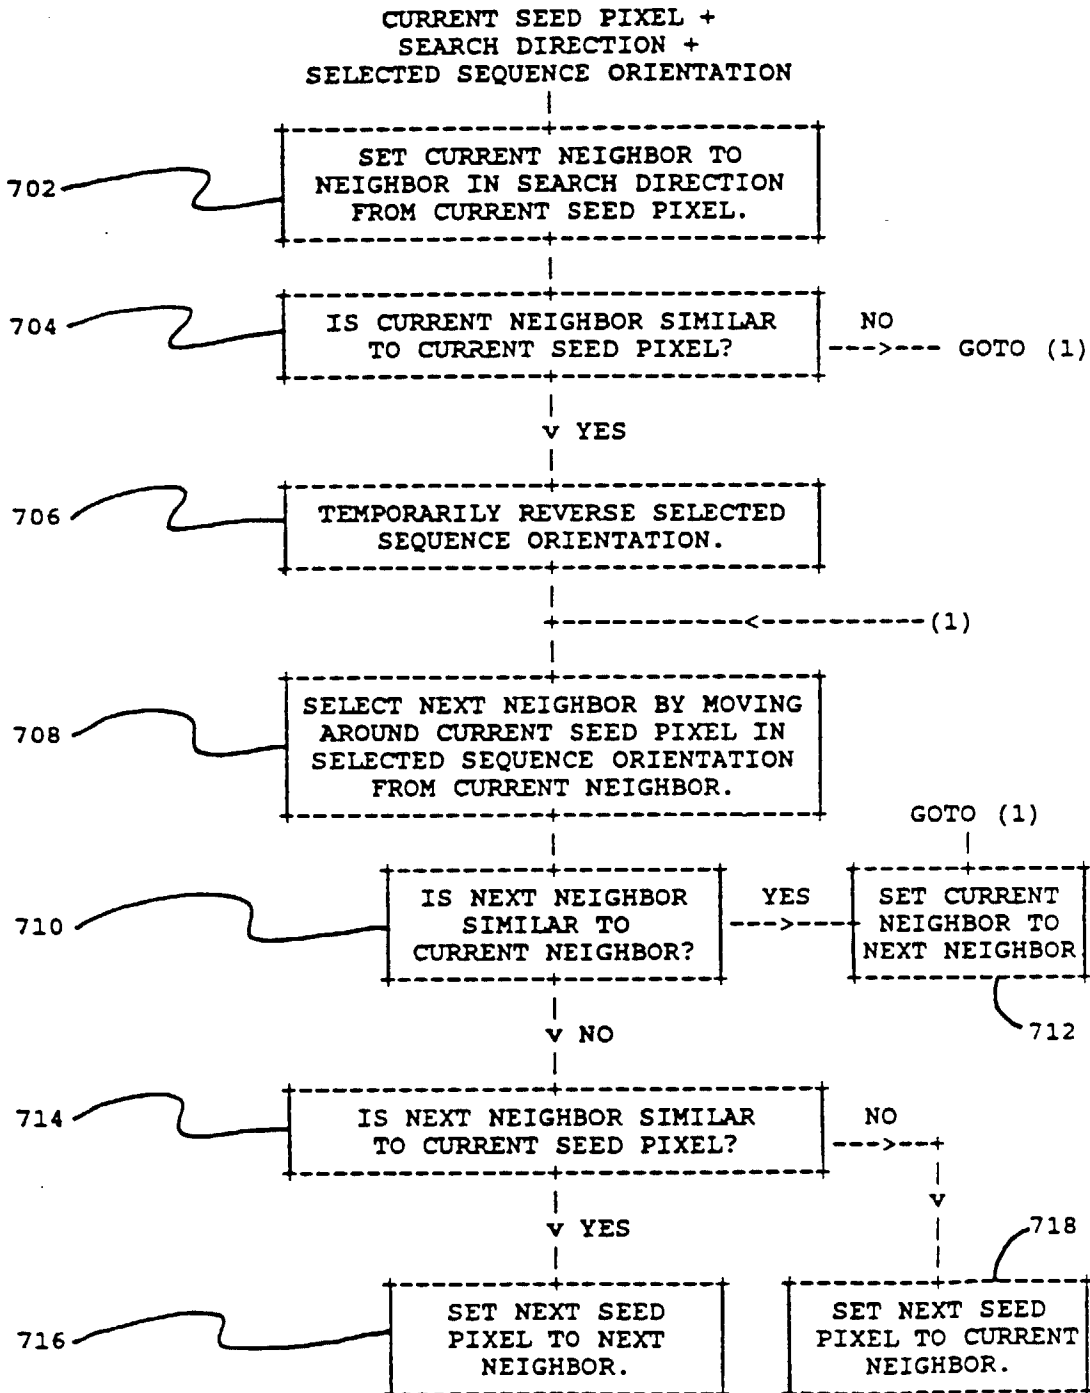 CURRENT SEED PIXEL +
SEARCH DIRECTION +
SELECTED SEQUENCE ORIENTATION
702
SET CURRENT NEIGHBOR TO
NEIGHBOR IN SEARCH DIRECTION
FROM CURRENT SEED PIXEL.
704
IS CURRENT NEIGHBOR SIMILAR
TO CURRENT SEED PIXEL?
NO
--->--- GOTO (1)
v YES
706
TEMPORARILY REVERSE SELECTED
SEQUENCE ORIENTATION.
(1)
708
SELECT NEXT NEIGHBOR BY MOVING
AROUND CURRENT SEED PIXEL IN
SELECTED SEQUENCE ORIENTATION
FROM CURRENT NEIGHBOR.
GOTO (1)
710
IS NEXT NEIGHBOR
SIMILAR TO
CURRENT NEIGHBOR?
YES
SET CURRENT
NEIGHBOR TO
NEXT NEIGHBOR
712
v NO
714
IS NEXT NEIGHBOR SIMILAR
TO CURRENT SEED PIXEL?
NO
v
v YES
718
716
SET NEXT SEED
PIXEL TO NEXT
NEIGHBOR.
SET NEXT SEED
PIXEL TO CURRENT
NEIGHBOR.